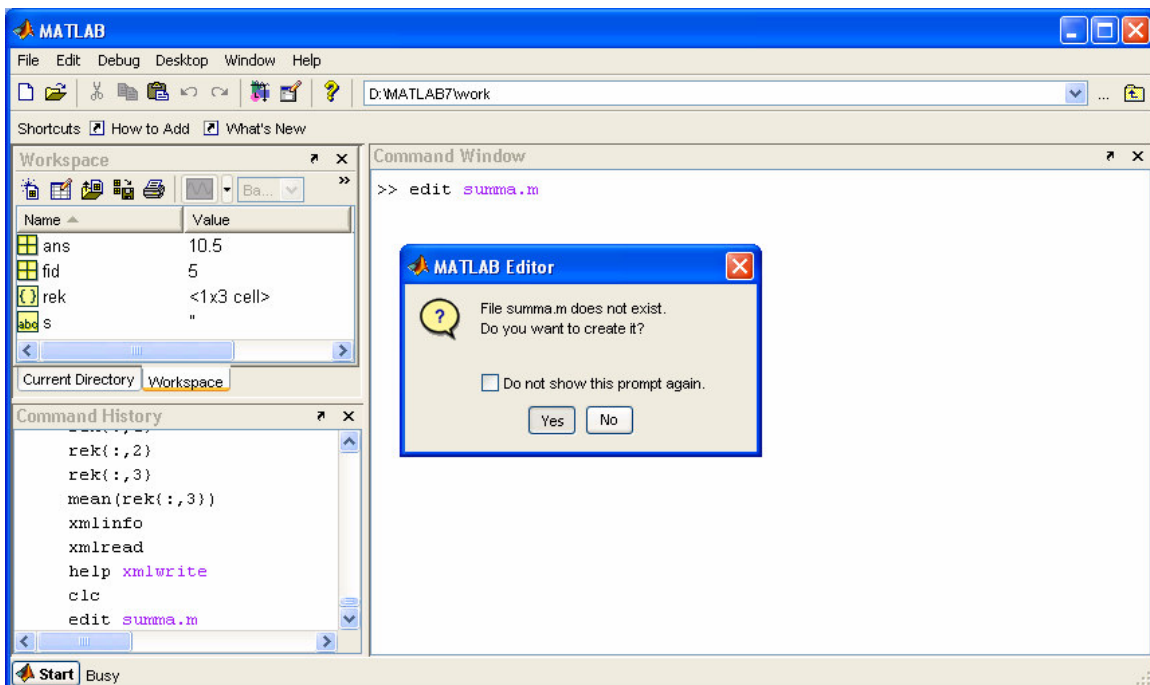 MATLAB
File Edit Debug Desktop Window Help
D:\MATLAB7\work
...
Shortcuts How to Add What's New
Workspace
Ba...
»
Name Value
ans 10.5
fid 5
rek <1x3 cell>
abc s ''
Current Directory Workspace
Command History
rek{:,2}
rek{:,3}
mean(rek{:,3})
xmlinfo
xmlread
help xmlwrite
clc
edit summa.m
Command Window
>> edit summa.m
MATLAB Editor
File summa.m does not exist.
Do you want to create it?
Do not show this prompt again.
Yes No
Start Busy